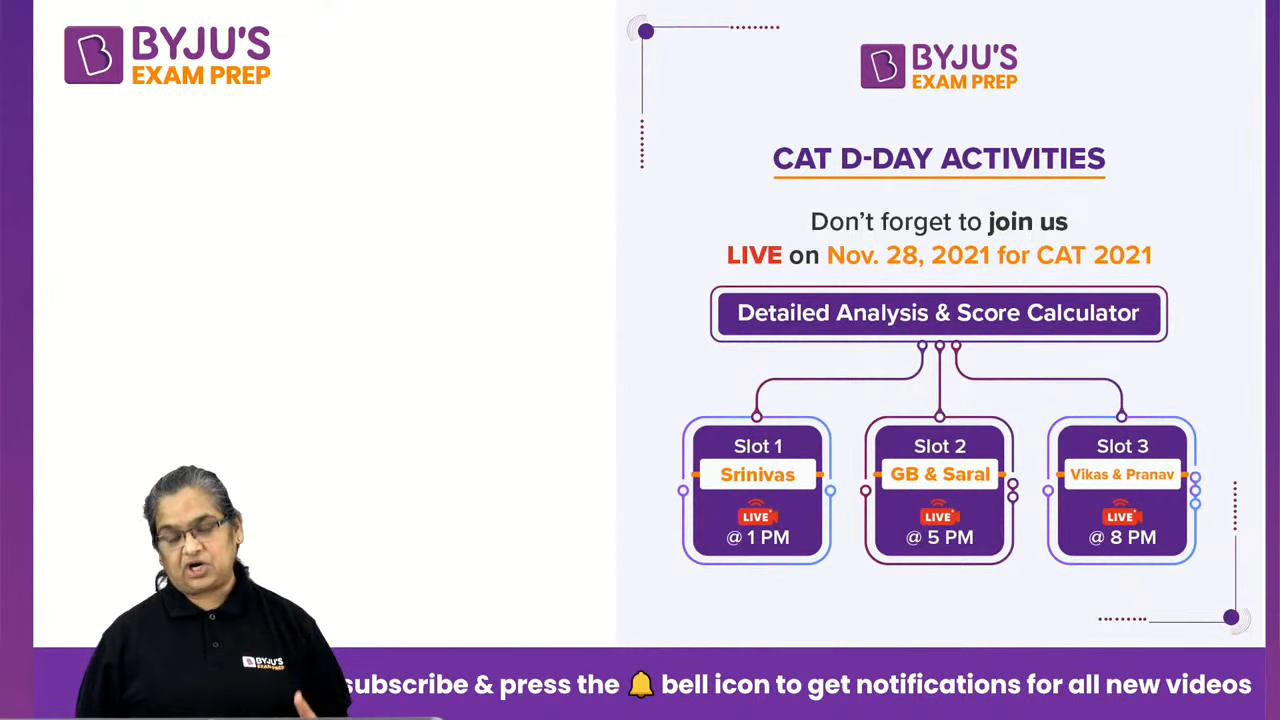 BYJU'S
EXAM PREP
BYJU'S
EXAM PREP
CAT D-DAY ACTIVITIES
Don't forget to join us
LIVE on Nov. 28, 2021 for CAT 2021
Detailed Analysis & Score Calculator
Slot 1
Srinivas
LIVE
@ 1 PM
Slot 2
GB & Saral
LIVE
@ 5 PM
Slot 3
Vikas & Pranav
LIVE
@ 8 PM
BYJU'S
EXAM PREP
subscribe & press the 🔔 bell icon to get notifications for all new videos